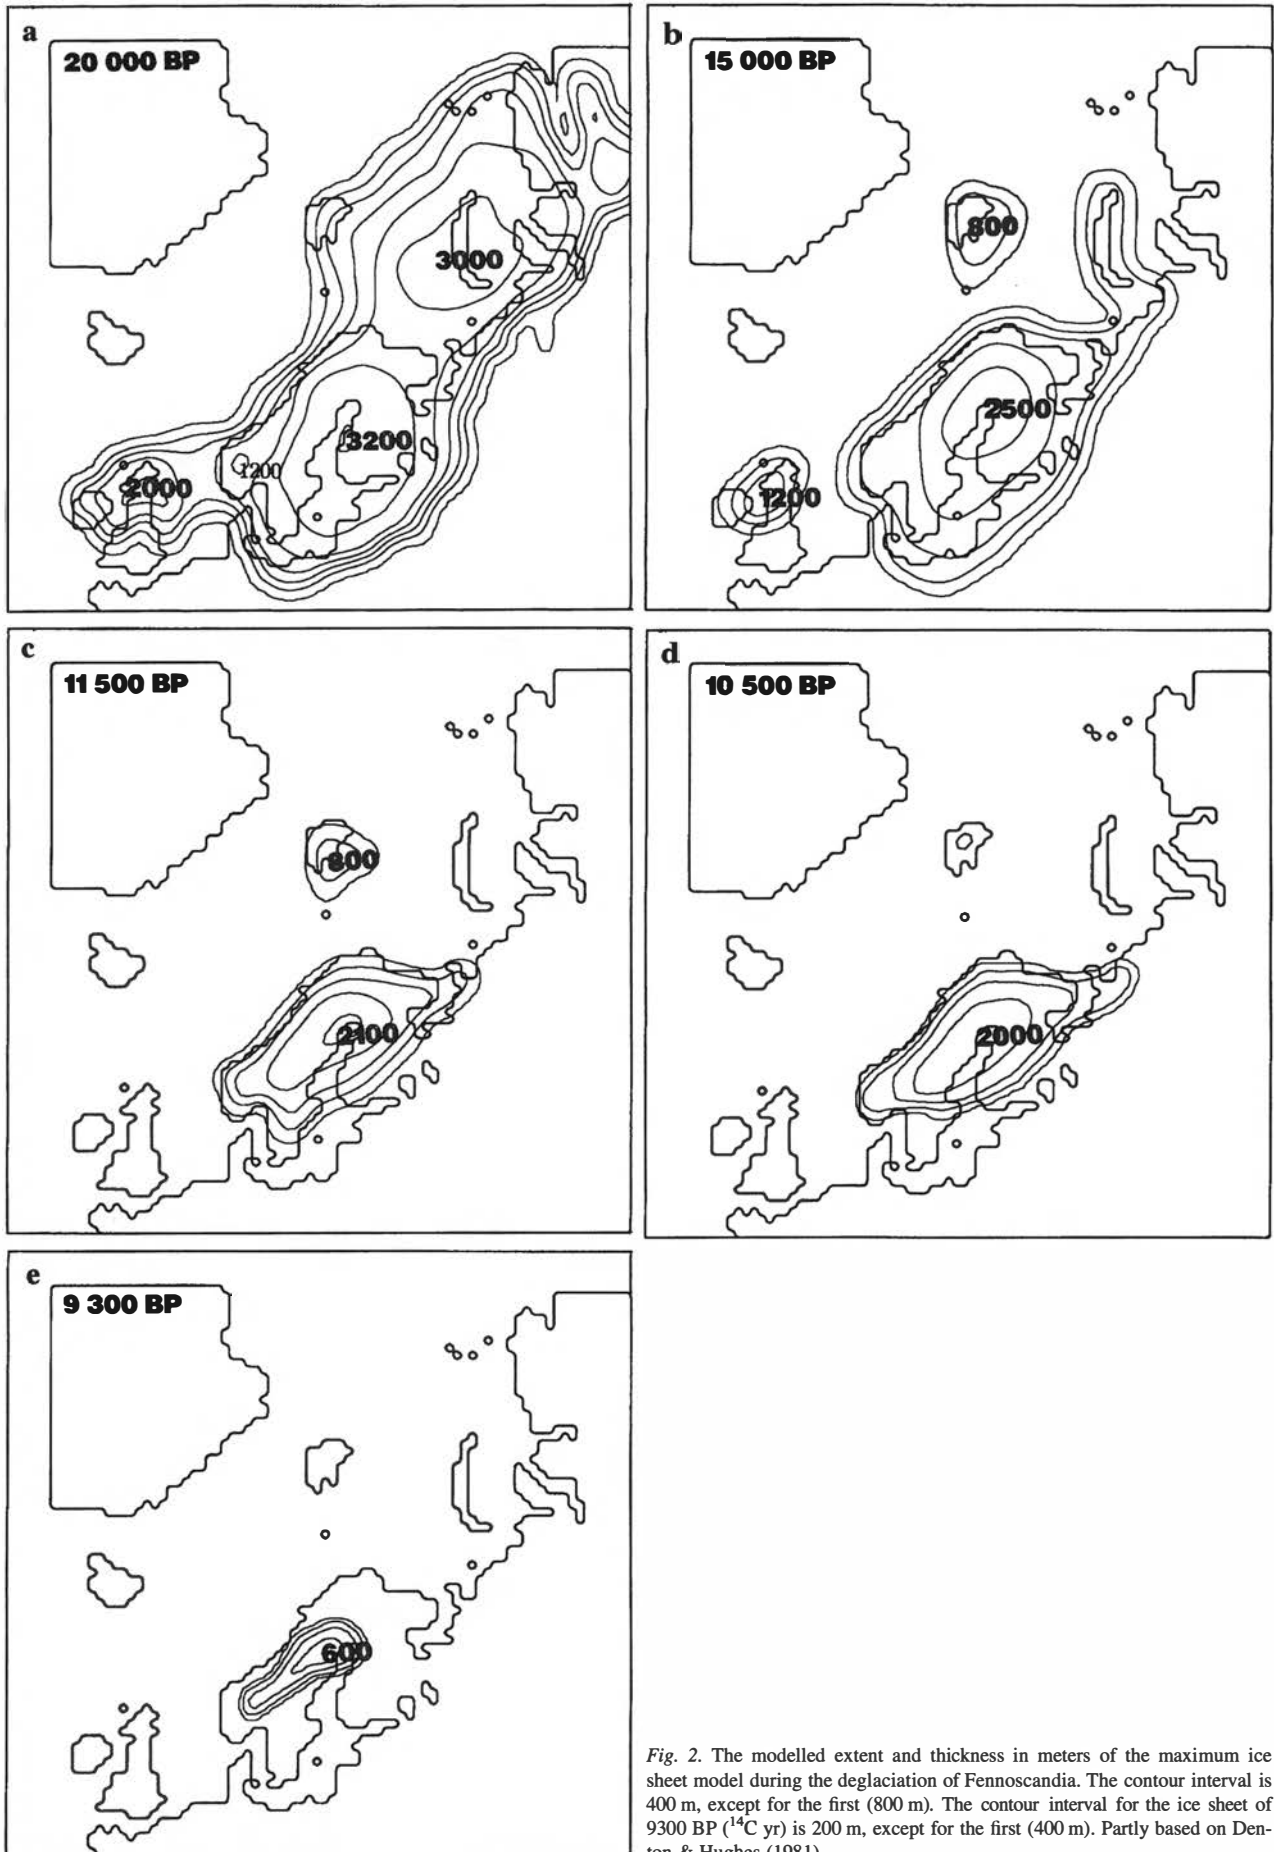 a
20 000 BP
3000
3200
1200
2000
b
15 000 BP
800
2500
1200
c
11 500 BP
800
2100
d
10 500 BP
2000
e
9 300 BP
600
Fig. 2. The modelled extent and thickness in meters of the maximum ice
sheet model during the deglaciation of Fennoscandia. The contour interval is
400 m, except for the first (800 m). The contour interval for the ice sheet of
9300 BP (¹⁴C yr) is 200 m, except for the first (400 m). Partly based on Den-
ton & Hughes (1981).